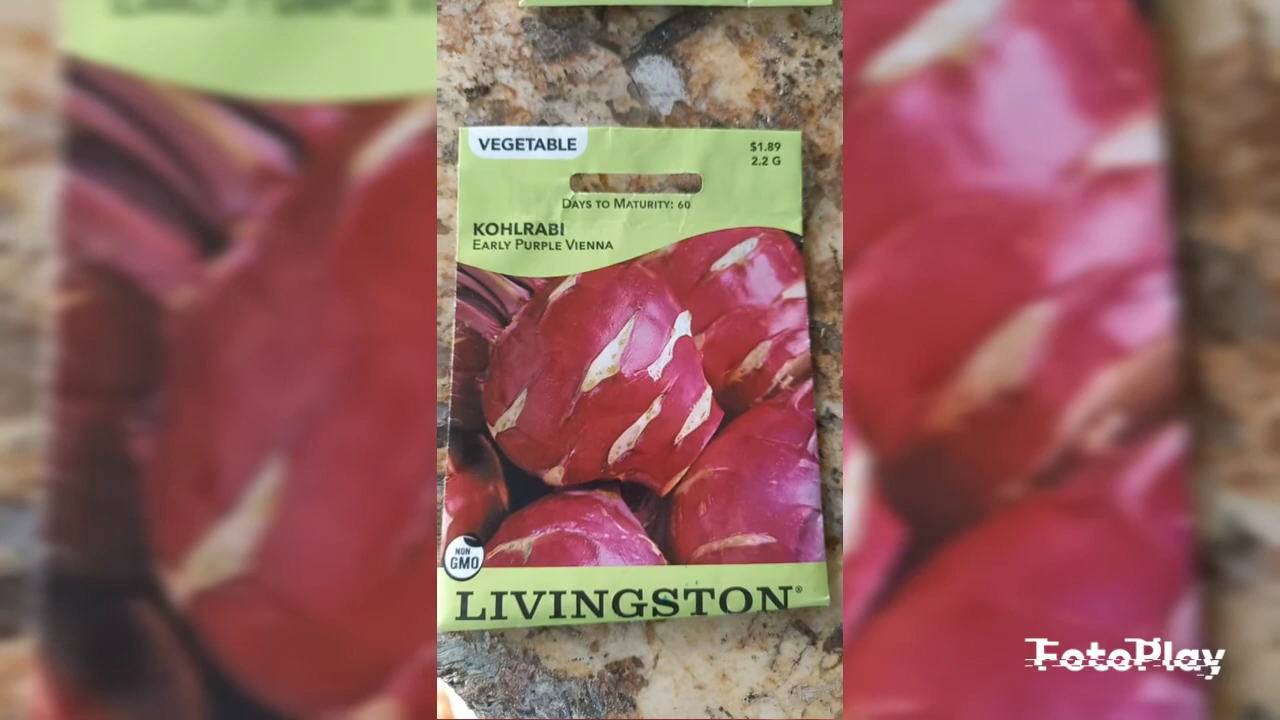 VEGETABLE
$1.89
2.2 G
DAYS TO MATURITY: 60
KOHLRABI
EARLY PURPLE VIENNA
NON
GMO
LIVINGSTON®
FotoPlay